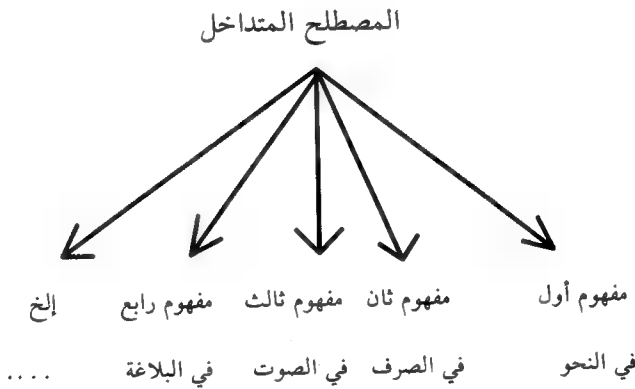 المصطلح المتداخل
مفهوم أول مفهوم ثان مفهوم ثالث مفهوم رابع إلخ
في النحو في الصرف في الصوت في البلاغة ....